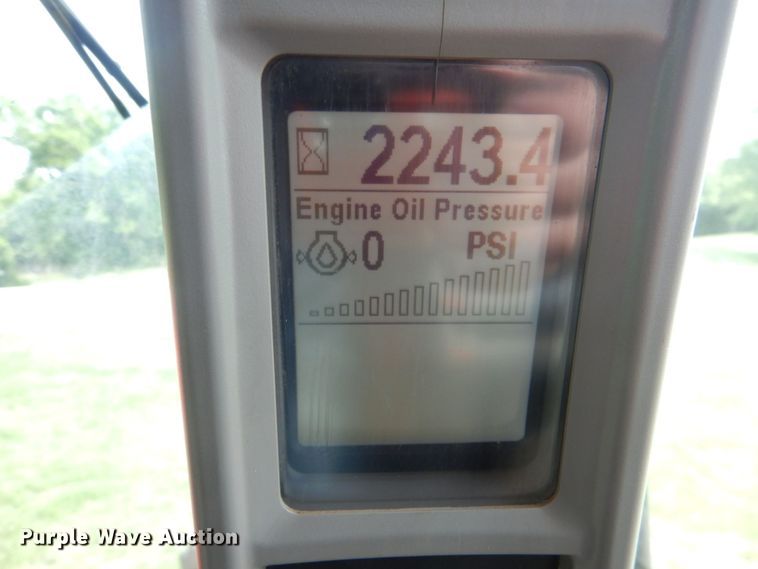 2243.4
Engine Oil Pressure
0 PSI
Purple Wave Auction